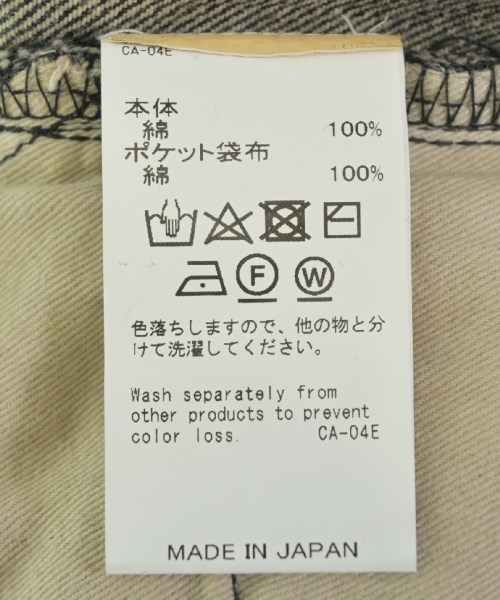 CA-04E
本体
綿 100%
ポケット袋布
綿 100%
F W
色落ちしますので、他の物と分
けて洗濯してください。
Wash separately from
other products to prevent
color loss. CA-04E
MADE IN JAPAN